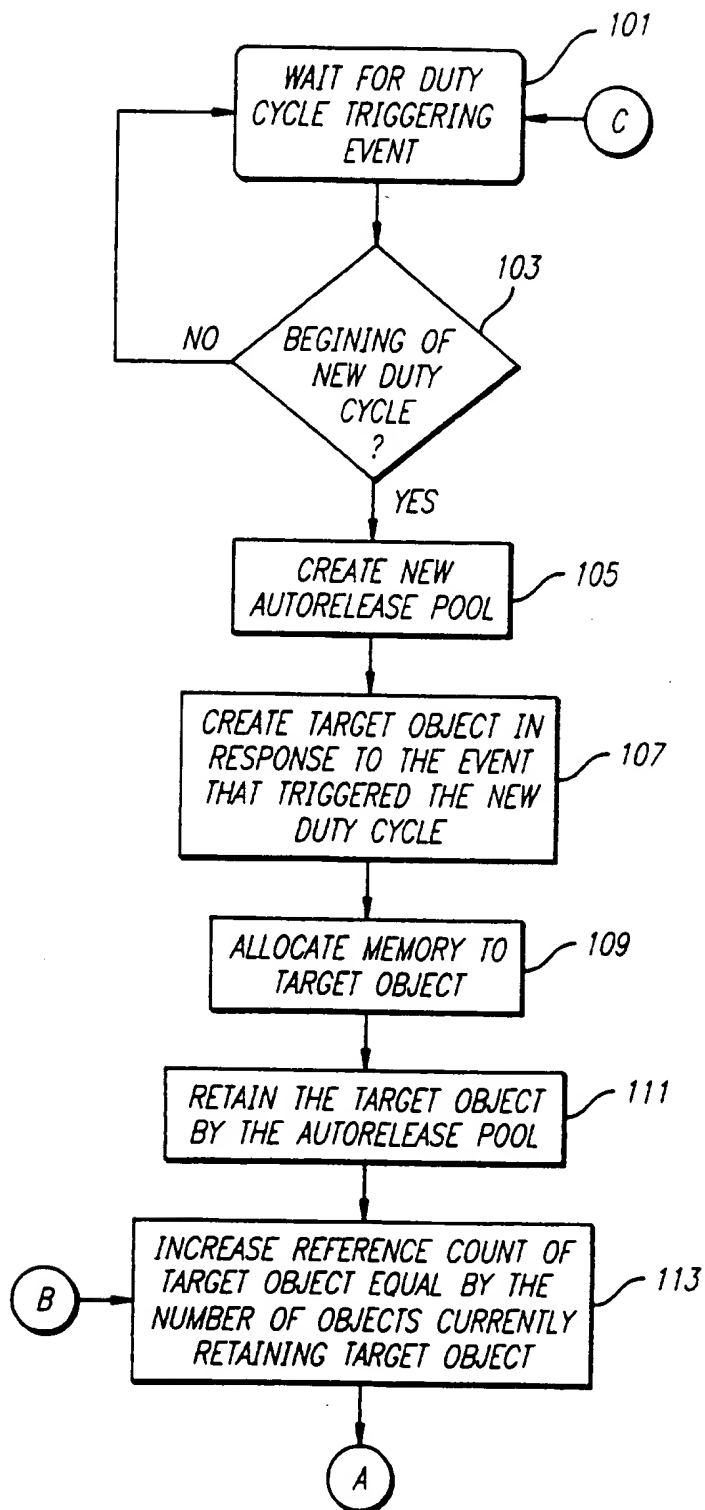 101
WAIT FOR DUTY
CYCLE TRIGGERING
EVENT
C
103
NO
BEGINING OF
NEW DUTY
CYCLE
?
YES
CREATE NEW
AUTORELEASE POOL
105
CREATE TARGET OBJECT IN
RESPONSE TO THE EVENT
THAT TRIGGERED THE NEW
DUTY CYCLE
107
ALLOCATE MEMORY TO
TARGET OBJECT
109
RETAIN THE TARGET OBJECT
BY THE AUTORELEASE POOL
111
INCREASE REFERENCE COUNT OF
TARGET OBJECT EQUAL BY THE
NUMBER OF OBJECTS CURRENTLY
RETAINING TARGET OBJECT
113
B
A